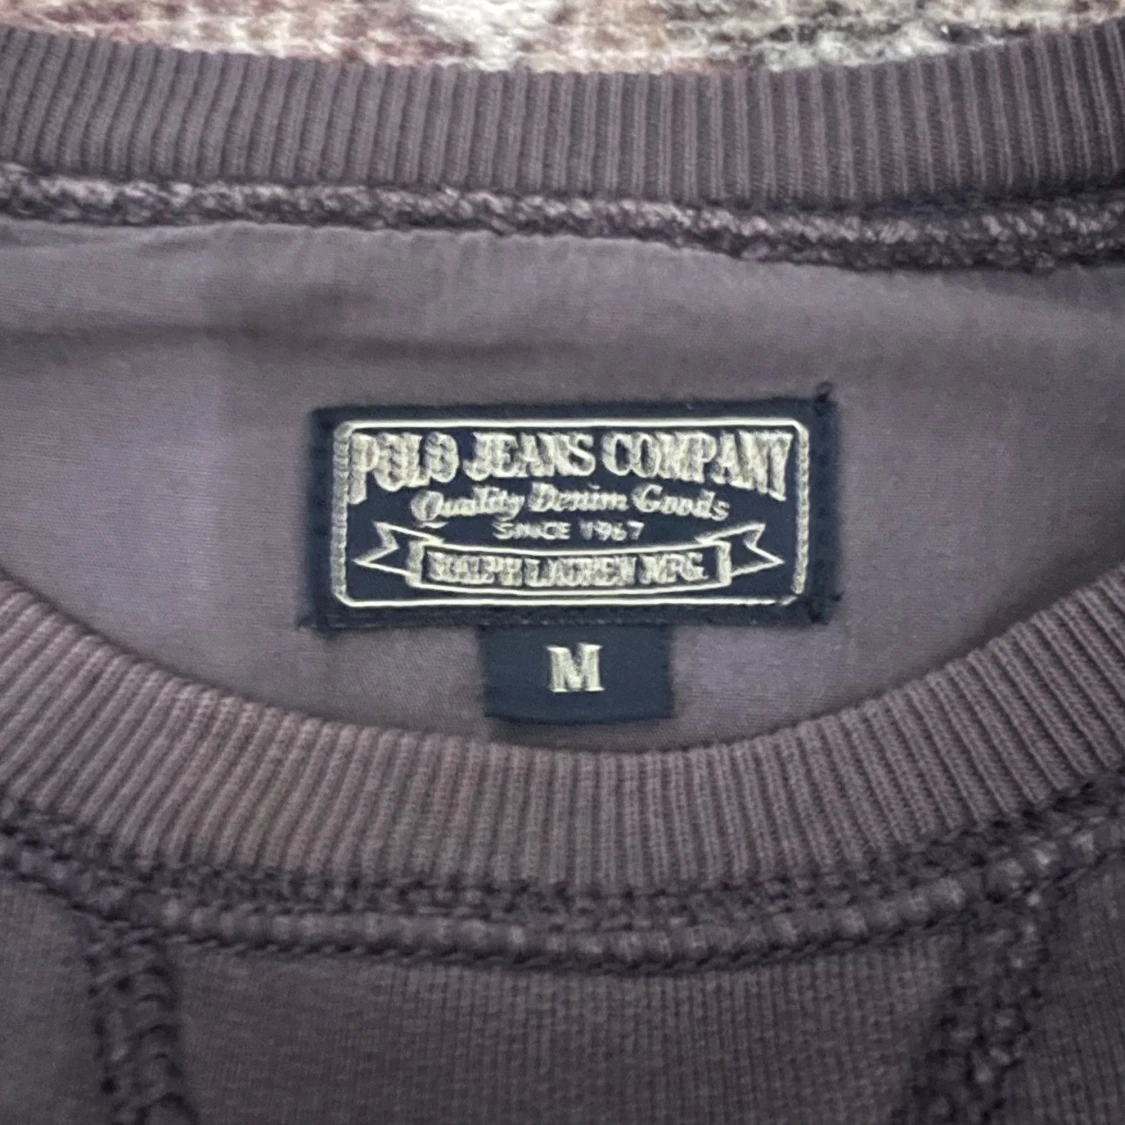 POLO JEANS COMPANY
Quality Denim Goods
SINCE 1967
RALPH LAUREN MFG.
M